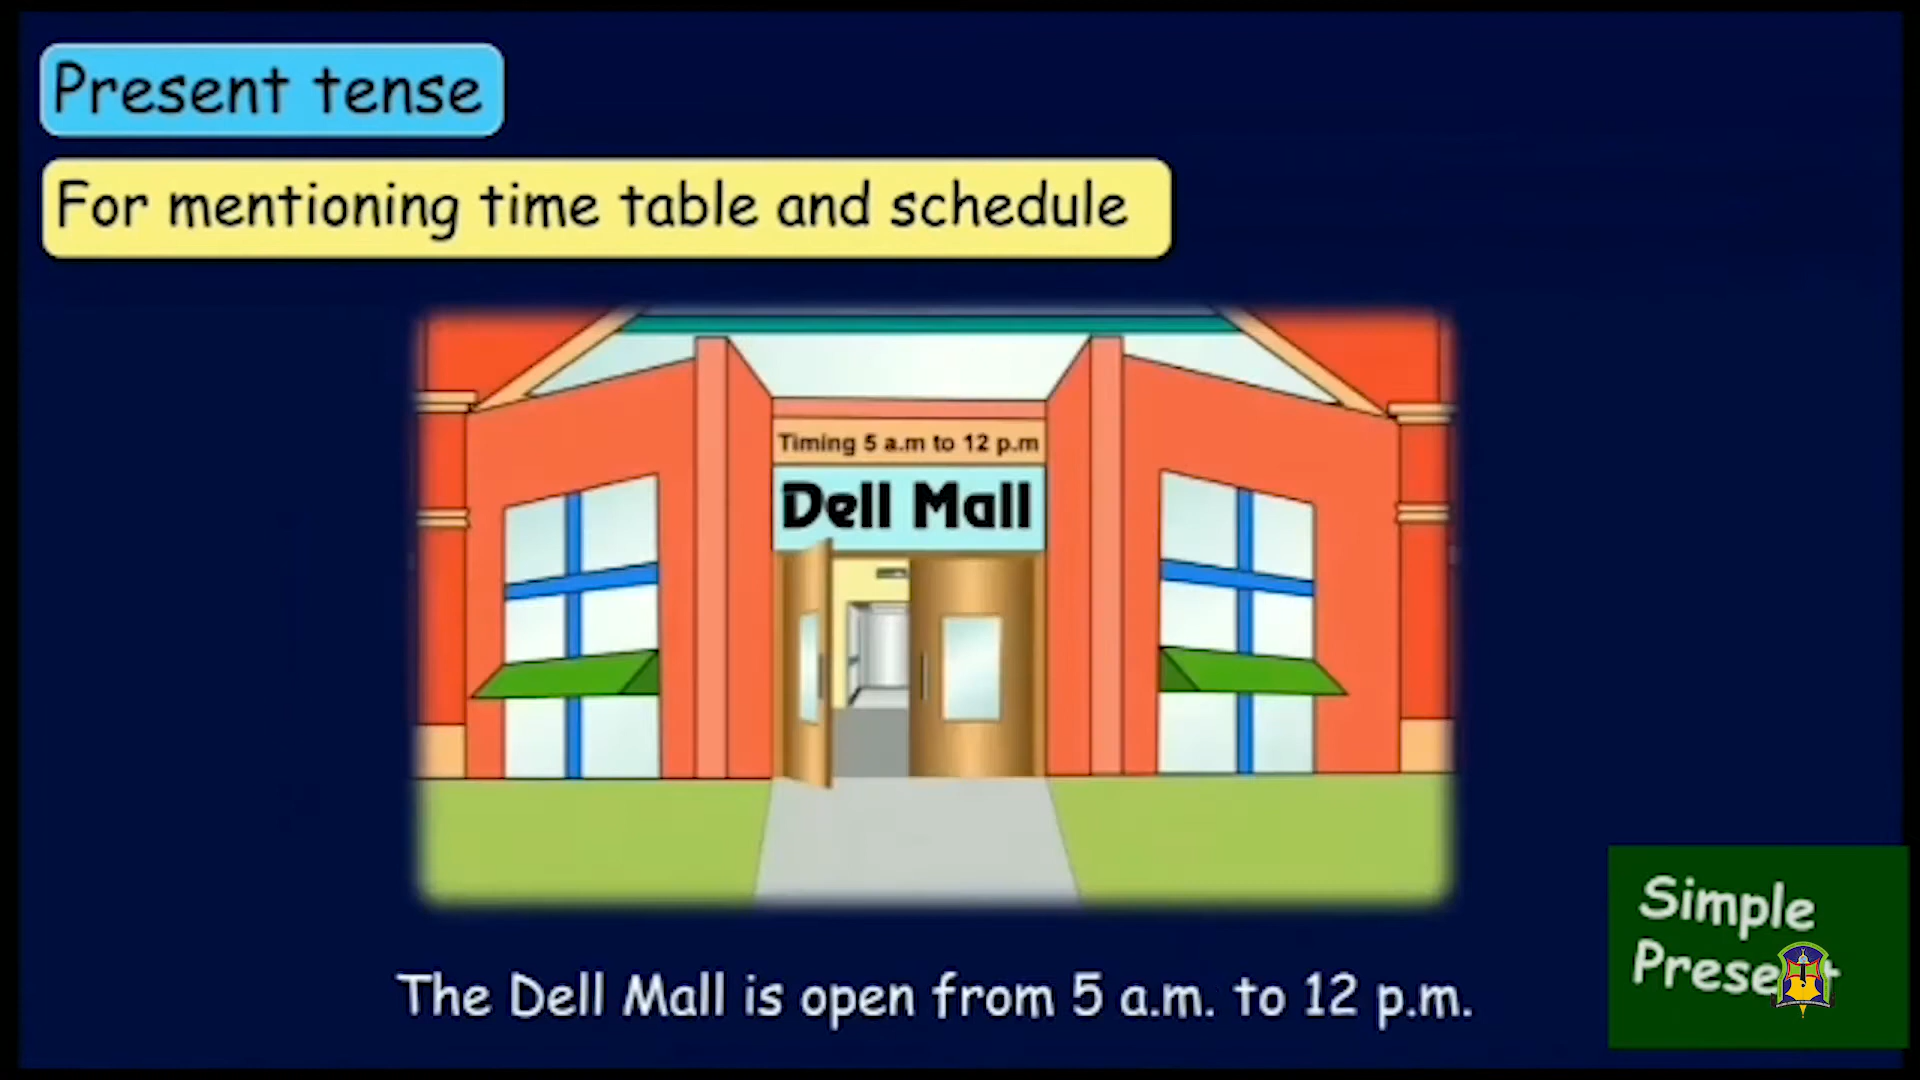 Present tense
For mentioning time table and schedule
Timing 5 a.m to 12 p.m
Dell Mall
The Dell Mall is open from 5 a.m. to 12 p.m.
Simple
Present